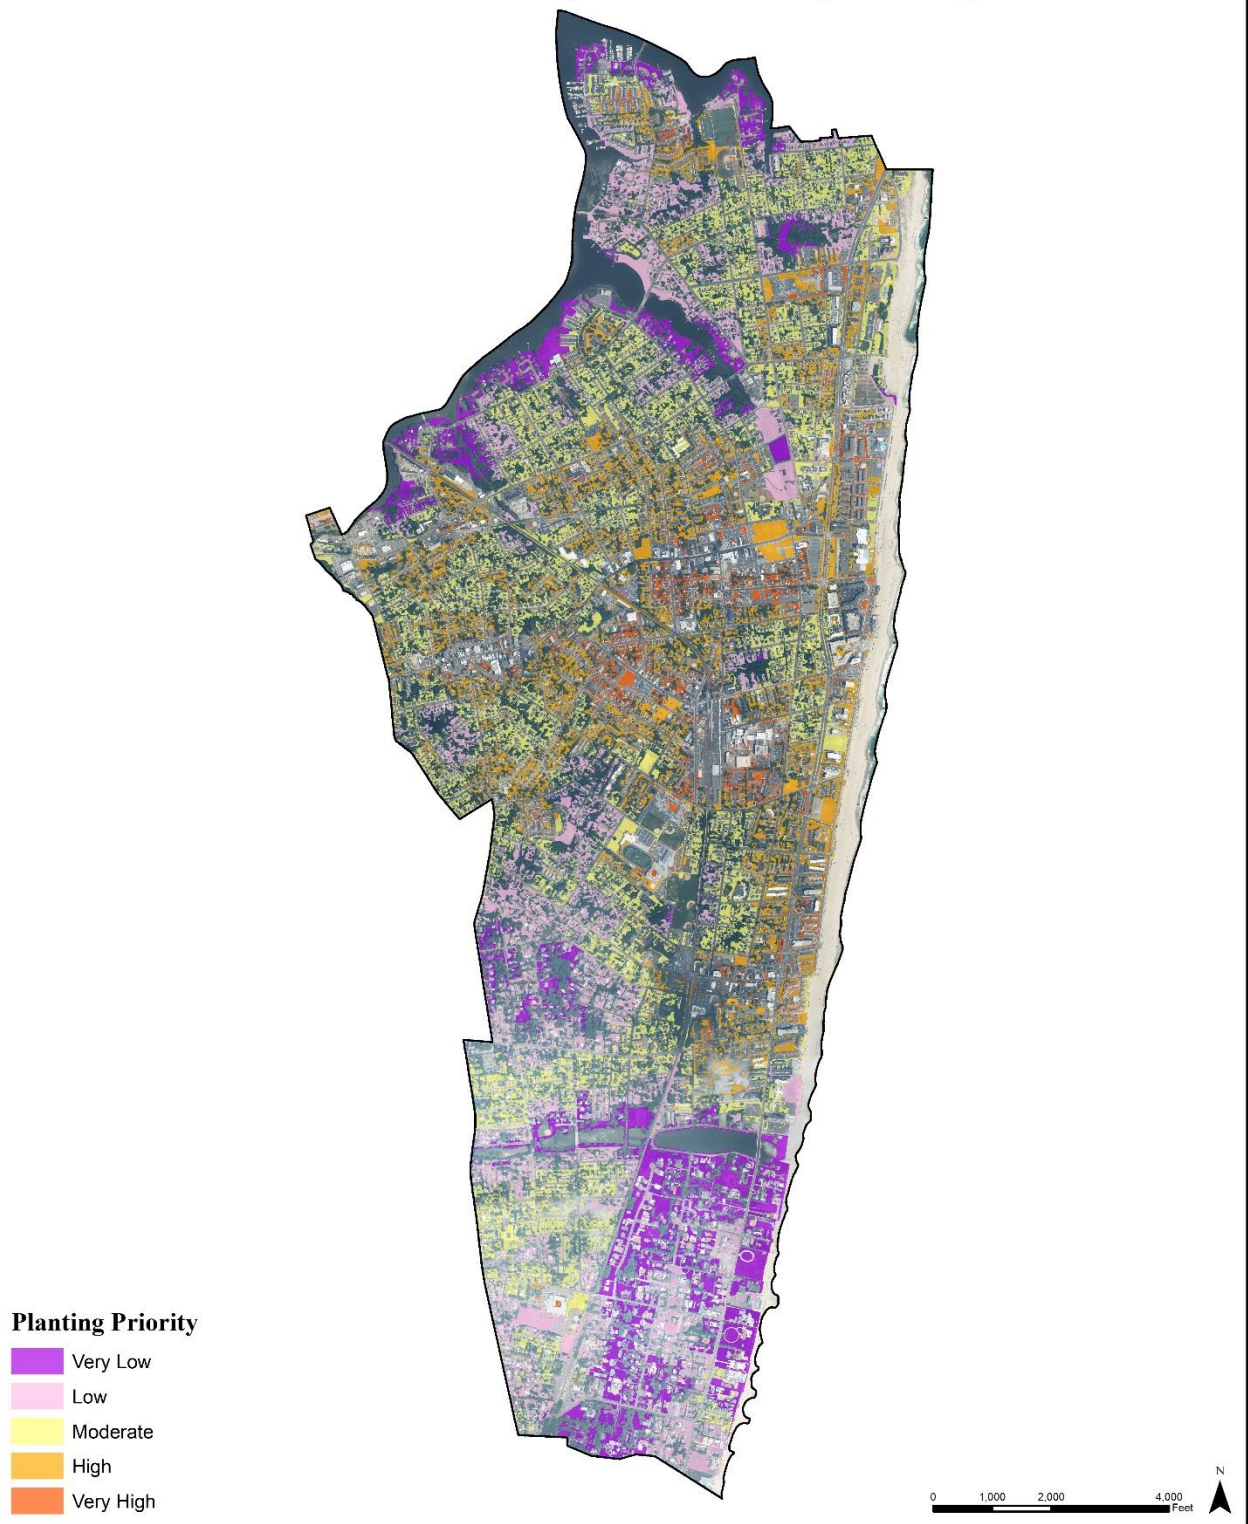 Planting Priority
Very Low
Low
Moderate
High
Very High
0 1,000 2,000 4,000
Feet
N